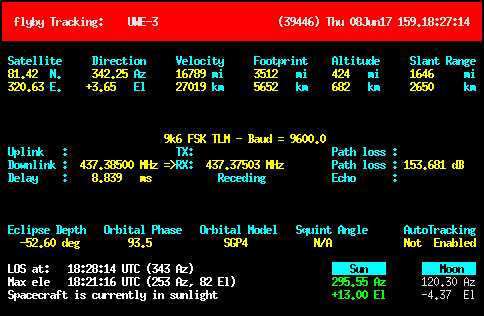 flyby Tracking: UWE-3 (39446) Thu 08Jun17 159.18:27:14
Satellite Direction Velocity Footprint Altitude Slant Range
81.42 N. 342.25 Az 16789 mi 3512 mi 424 mi 1646 mi
320.63 E. +3.65 El 27019 km 5652 km 682 km 2650 km
9k6 FSK TLM - Baud = 9600.0
Uplink : TX: Path loss :
Downlink : 437.38500 MHz =>RX: 437.37503 MHz Path loss : 153.681 dB
Delay : 8.839 ms Receding Echo :
Eclipse Depth Orbital Phase Orbital Model Squint Angle AutoTracking
-52.60 deg 93.5 SGP4 N/A Not Enabled
LOS at: 18:28:14 UTC (343 Az) Sun Moon
Max ele 18:21:16 UTC (253 Az, 82 El) 295.55 Az 120.30 Az
Spacecraft is currently in sunlight +13.00 El -4.37 El